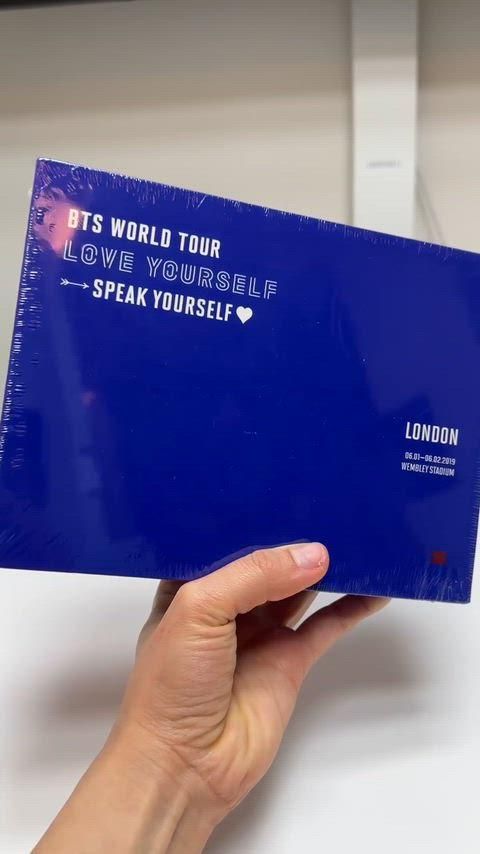 BTS WORLD TOUR
LOVE YOURSELF
SPEAK YOURSELF
LONDON
06.01–06.02.2019
WEMBLEY STADIUM